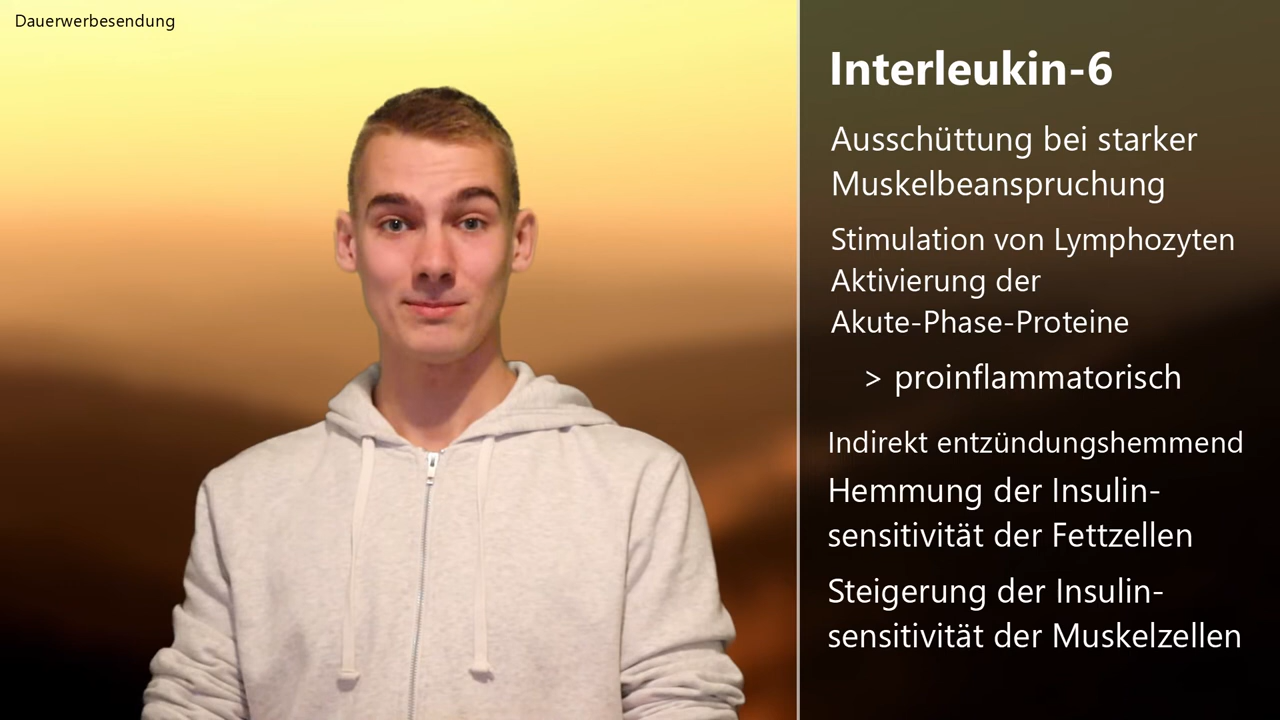 Dauerwerbesendung
Interleukin-6
Ausschüttung bei starker
Muskelbeanspruchung
Stimulation von Lymphozyten
Aktivierung der
Akute-Phase-Proteine
> proinflammatorisch
Indirekt entzündungshemmend
Hemmung der Insulin-
sensitivität der Fettzellen
Steigerung der Insulin-
sensitivität der Muskelzellen